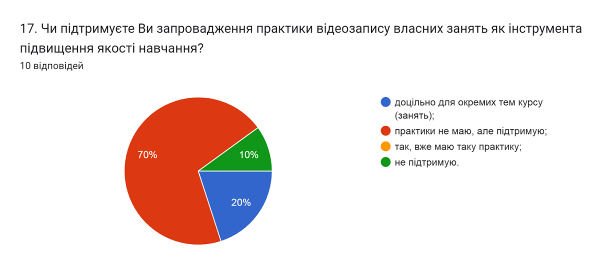 17. Чи підтримуєте Ви запровадження практики відеозапису власних занять як інструмента
підвищення якості навчання?
10 відповідей
доцільно для окремих тем курсу
(занять);
практики не маю, але підтримую;
так, вже маю таку практику;
не підтримую.
70%
10%
20%